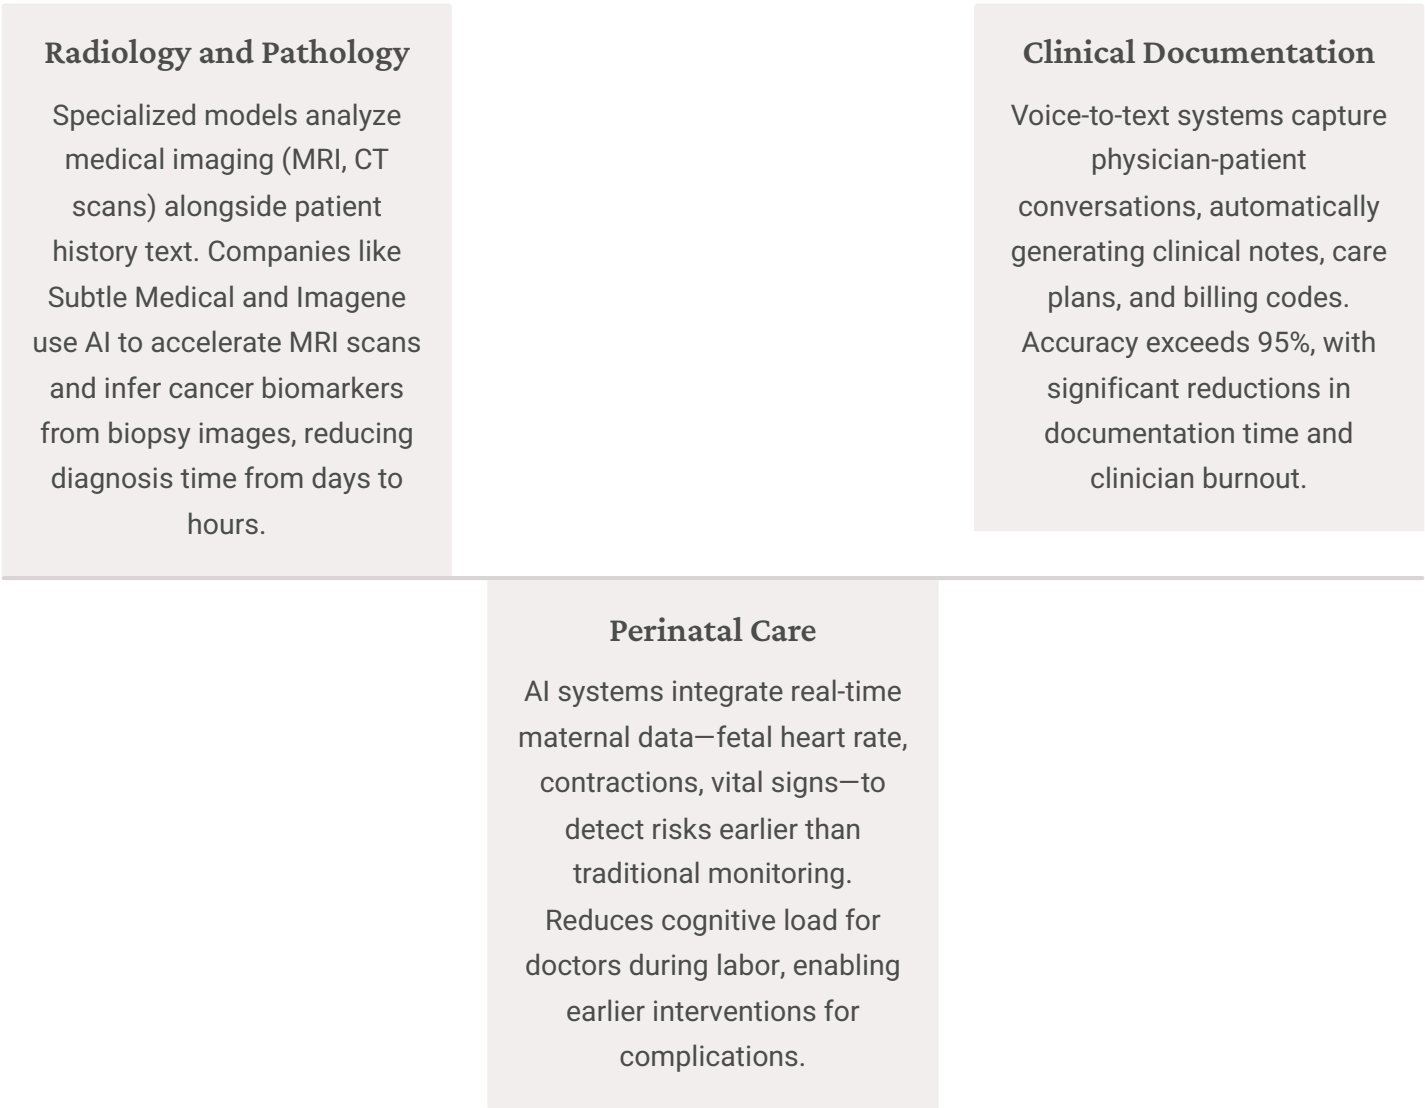 Radiology and Pathology
Specialized models analyze
medical imaging (MRI, CT
scans) alongside patient
history text. Companies like
Subtle Medical and Imagene
use AI to accelerate MRI scans
and infer cancer biomarkers
from biopsy images, reducing
diagnosis time from days to
hours.
Perinatal Care
AI systems integrate real-time
maternal data—fetal heart rate,
contractions, vital signs—to
detect risks earlier than
traditional monitoring.
Reduces cognitive load for
doctors during labor, enabling
earlier interventions for
complications.
Clinical Documentation
Voice-to-text systems capture
physician-patient
conversations, automatically
generating clinical notes, care
plans, and billing codes.
Accuracy exceeds 95%, with
significant reductions in
documentation time and
clinician burnout.